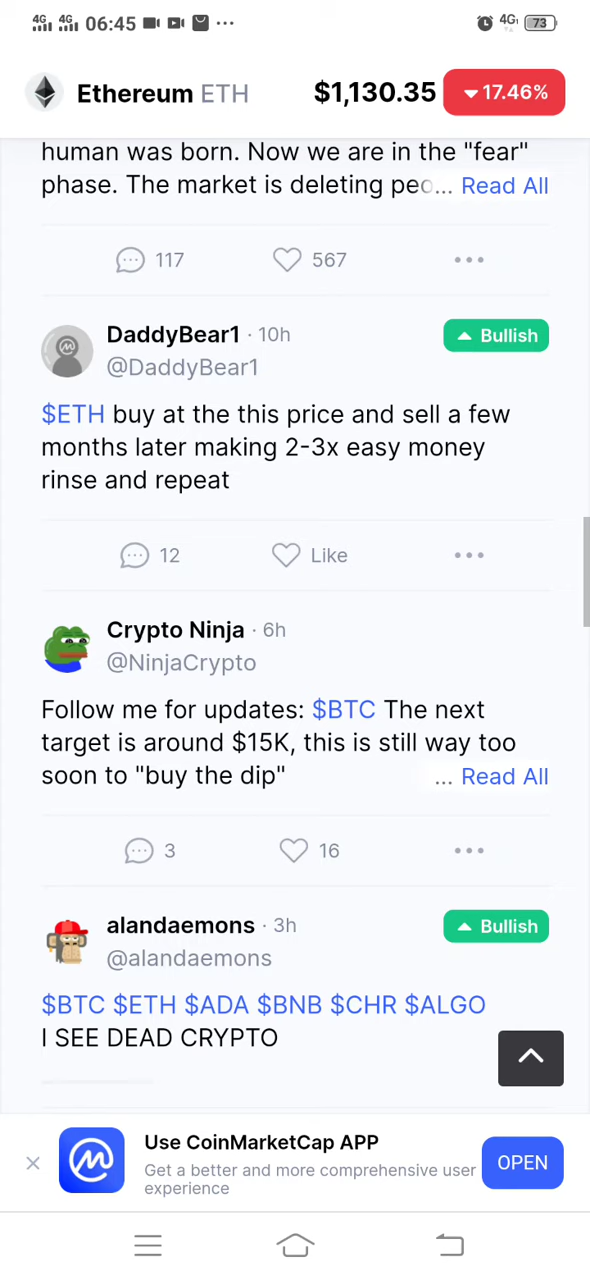 4G 4G 06:45 ... 4G 73
Ethereum ETH $1,130.35 17.46%
human was born. Now we are in the "fear"
phase. The market is deleting peo... Read All
117 567
DaddyBear1 · 10h Bullish
@DaddyBear1
$ETH buy at the this price and sell a few
months later making 2-3x easy money
rinse and repeat
12 Like
Crypto Ninja · 6h
@NinjaCrypto
Follow me for updates: $BTC The next
target is around $15K, this is still way too
soon to "buy the dip" ... Read All
3 16
alandaemons · 3h Bullish
@alandaemons
$BTC $ETH $ADA $BNB $CHR $ALGO
I SEE DEAD CRYPTO
Use CoinMarketCap APP
Get a better and more comprehensive user
experience
OPEN